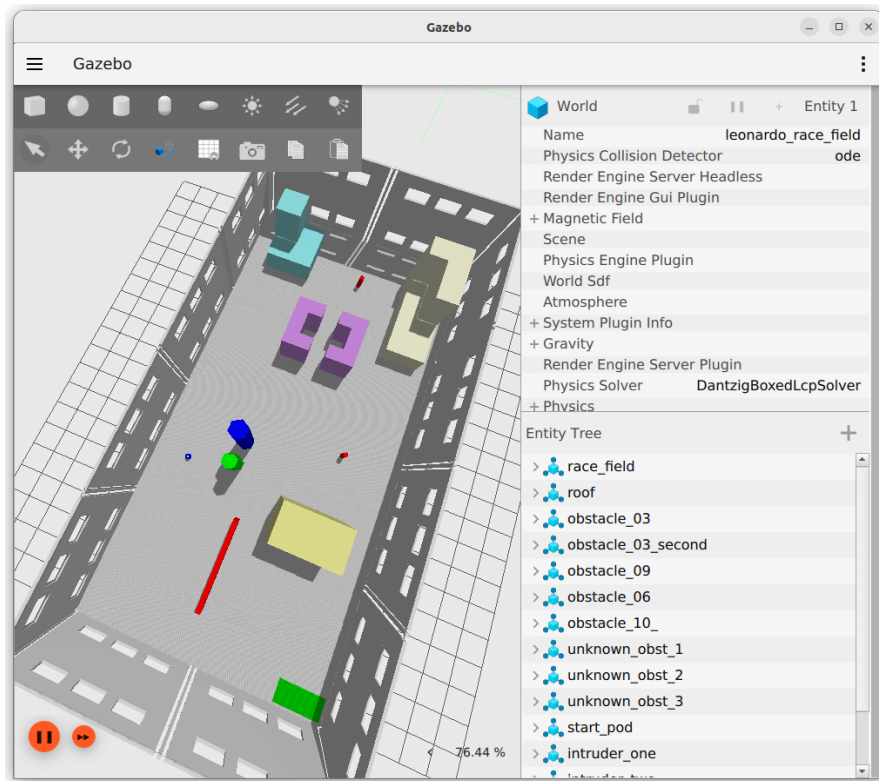 Gazebo
Gazebo
World Entity 1
Name leonardo_race_field
Physics Collision Detector ode
Render Engine Server Headless
Render Engine Gui Plugin
+ Magnetic Field
Scene
Physics Engine Plugin
World Sdf
Atmosphere
+ System Plugin Info
+ Gravity
Render Engine Server Plugin
Physics Solver DantzigBoxedLcpSolver
+ Physics
Entity Tree
race_field
roof
obstacle_03
obstacle_03_second
obstacle_09
obstacle_06
obstacle_10_
unknown_obst_1
unknown_obst_2
unknown_obst_3
start_pod
intruder_one
76.44 %